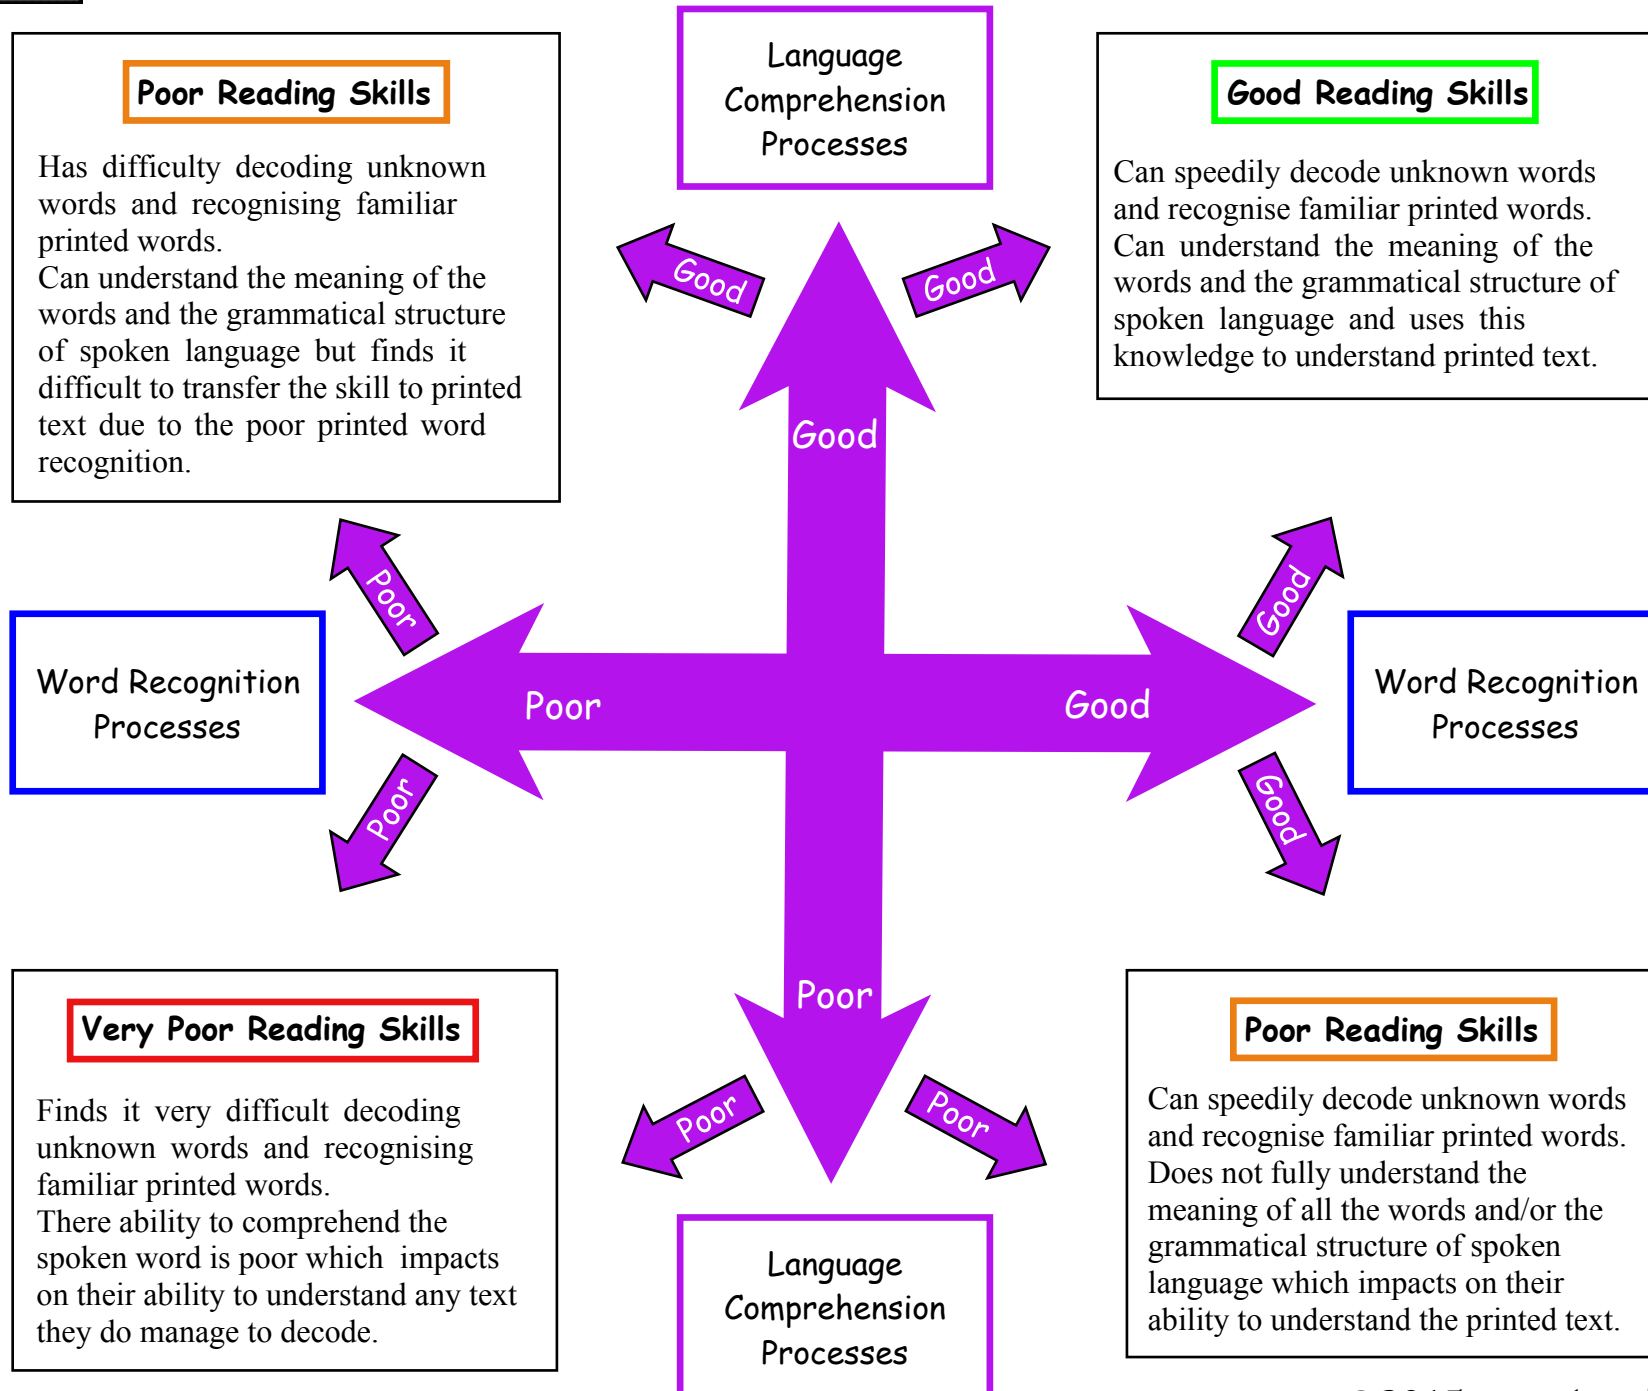 Poor Reading Skills
Has difficulty decoding unknown
words and recognising familiar
printed words.
Can understand the meaning of the
words and the grammatical structure
of spoken language but finds it
difficult to transfer the skill to printed
text due to the poor printed word
recognition.
Language
Comprehension
Processes
Good Reading Skills
Can speedily decode unknown words
and recognise familiar printed words.
Can understand the meaning of the
words and the grammatical structure of
spoken language and uses this
knowledge to understand printed text.
Good
Good
Good
Poor
Good
Word Recognition
Processes
Poor
Good
Word Recognition
Processes
Poor
Good
Poor
Poor
Poor
Very Poor Reading Skills
Finds it very difficult decoding
unknown words and recognising
familiar printed words.
There ability to comprehend the
spoken word is poor which impacts
on their ability to understand any text
they do manage to decode.
Language
Comprehension
Processes
Poor Reading Skills
Can speedily decode unknown words
and recognise familiar printed words.
Does not fully understand the
meaning of all the words and/or the
grammatical structure of spoken
language which impacts on their
ability to understand the printed text.